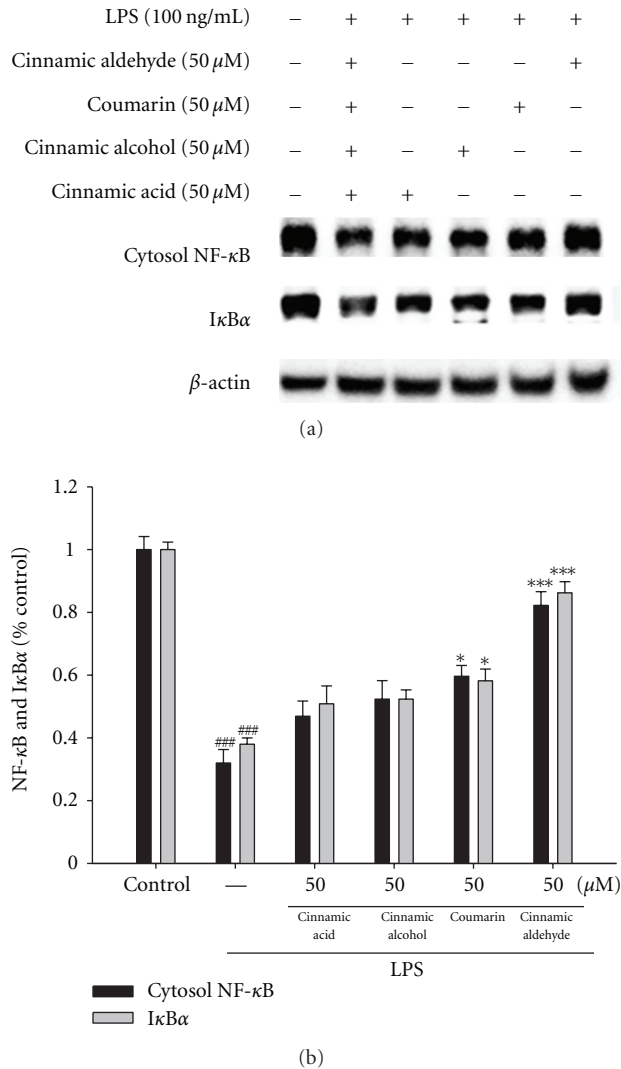 LPS (100 ng/mL) – + + + + +
Cinnamic aldehyde (50 μM) – + – – – +
Coumarin (50 μM) – + – – + –
Cinnamic alcohol (50 μM) – + – + – –
Cinnamic acid (50 μM) – + + – – –
Cytosol NF-κB
IκBα
β-actin
(a)
NF-κB and IκBα (% control)
1.2
1
0.8
0.6
0.4
0.2
0
### ###
* *
*** ***
Control — 50 50 50 50 (μM)
Cinnamic acid
Cinnamic alcohol
Coumarin
Cinnamic aldehyde
LPS
Cytosol NF-κB
IκBα
(b)